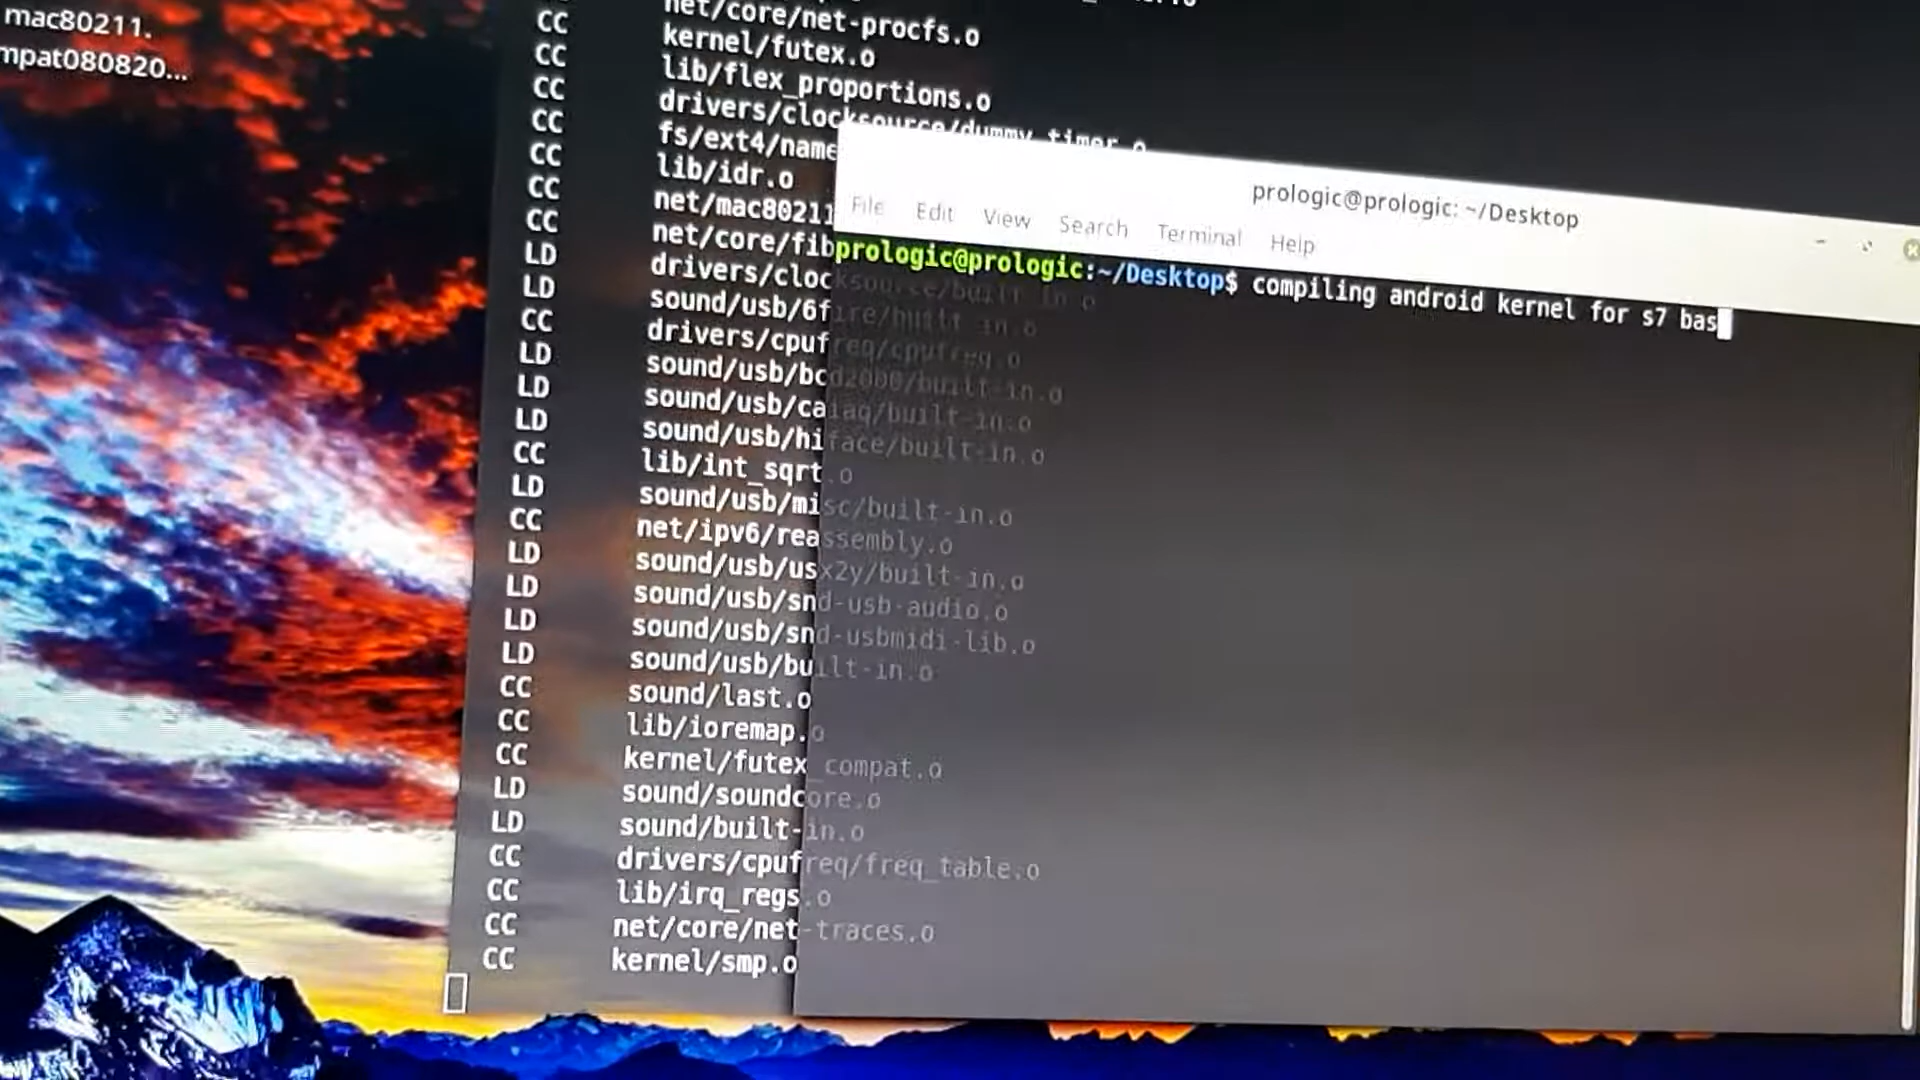 mac80211.
mpat080820...
CC net/core/net-procfs.o
CC kernel/futex.o
CC lib/flex_proportions.o
CC drivers/clocksource/dummy_timer.o
CC fs/ext4/name
CC lib/idr.o
CC net/mac80211
CC net/core/fib
LD drivers/clocksource/built-in.o
LD sound/usb/6fire/built-in.o
CC drivers/cpufreq/cpufreq.o
LD sound/usb/bcd2000/built-in.o
LD sound/usb/caiaq/built-in.o
LD sound/usb/hiface/built-in.o
CC lib/int_sqrt.o
LD sound/usb/misc/built-in.o
CC net/ipv6/reassembly.o
LD sound/usb/usx2y/built-in.o
LD sound/usb/snd-usb-audio.o
LD sound/usb/snd-usbmidi-lib.o
LD sound/usb/built-in.o
CC sound/last.o
CC lib/ioremap.o
CC kernel/futex_compat.o
LD sound/soundcore.o
LD sound/built-in.o
CC drivers/cpufreq/freq_table.o
CC lib/irq_regs.o
CC net/core/net-traces.o
CC kernel/smp.o
prologic@prologic: ~/Desktop
File Edit View Search Terminal Help
prologic@prologic:~/Desktop$ compiling android kernel for s7 bas